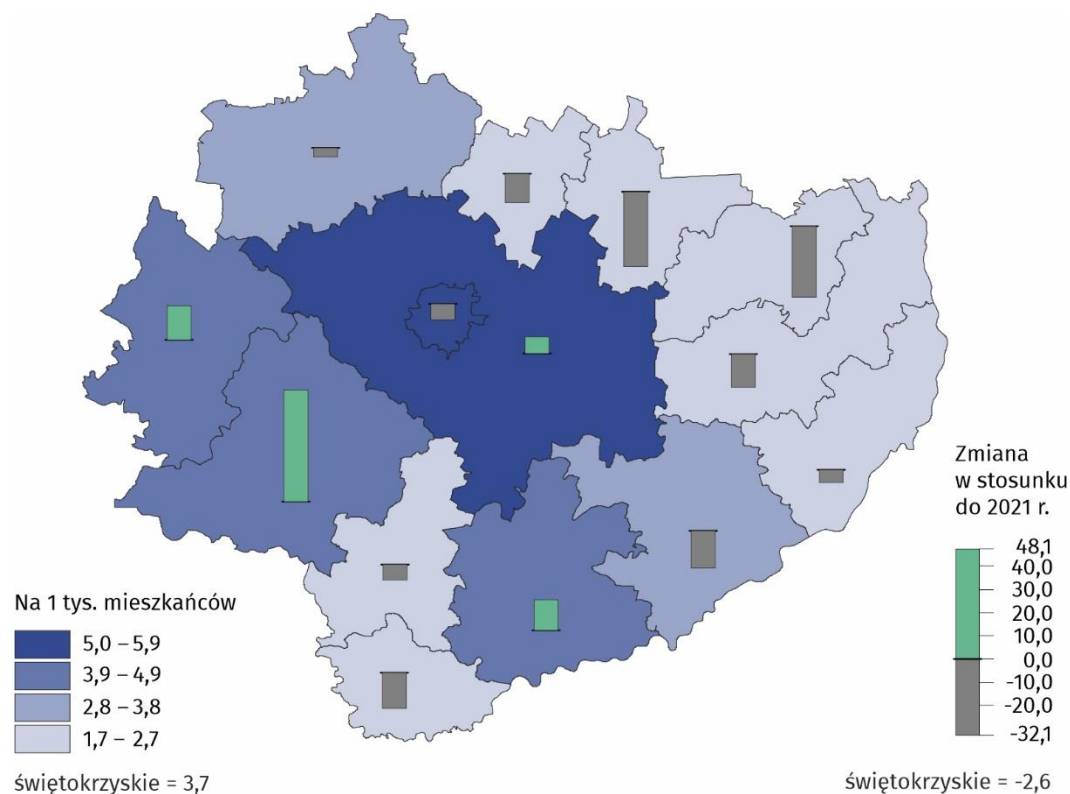 Na 1 tys. mieszkańców
5,0 – 5,9
3,9 – 4,9
2,8 – 3,8
1,7 – 2,7
świętokrzyskie = 3,7
Zmiana
w stosunku
do 2021 r.
48,1
40,0
30,0
20,0
10,0
0,0
-10,0
-20,0
-32,1
świętokrzyskie = -2,6